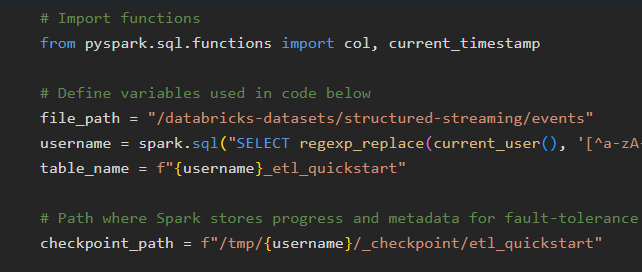 # Import functions
from pyspark.sql.functions import col, current_timestamp
# Define variables used in code below
file_path = "/databricks-datasets/structured-streaming/events"
username = spark.sql("SELECT regexp_replace(current_user(), '[^a-zA-
table_name = f"{username}_etl_quickstart"
# Path where Spark stores progress and metadata for fault-tolerance
checkpoint_path = f"/tmp/{username}/_checkpoint/etl_quickstart"